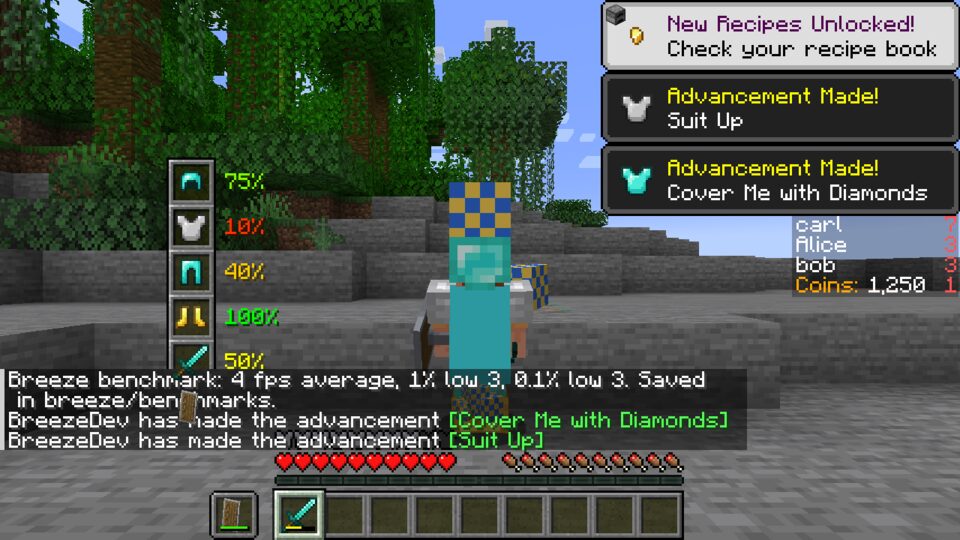 New Recipes Unlocked!
Check your recipe book
Advancement Made!
Suit Up
Advancement Made!
Cover Me with Diamonds
75%
10%
40%
100%
50%
carl 7
Alice 3
bob 3
Coins: 1,250 1
Breeze benchmark: 4 fps average, 1% low 3, 0.1% low 3. Saved
in breeze/benchmarks.
BreezeDev has made the advancement [Cover Me with Diamonds]
BreezeDev has made the advancement [Suit Up]